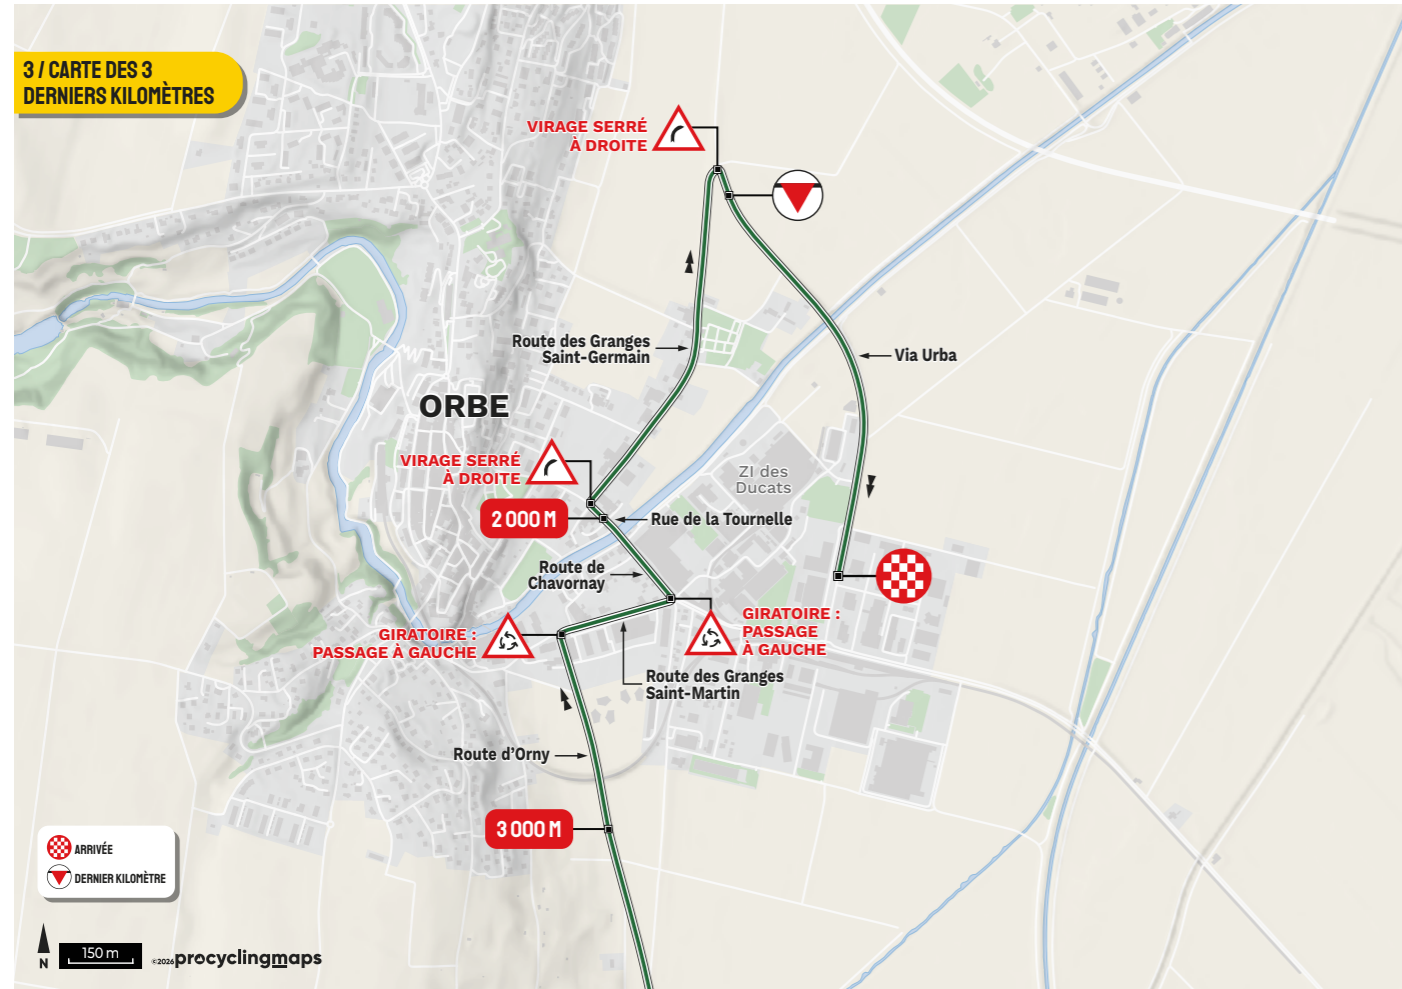 3 / CARTE DES 3
DERNIERS KILOMÈTRES
VIRAGE SERRÉ
À DROITE
Route des Granges
Saint-Germain
Via Urba
ORBE
VIRAGE SERRÉ
À DROITE
ZI des
Ducats
2 000 M
Rue de la Tournelle
Route de
Chavornay
GIRATOIRE :
PASSAGE À GAUCHE
GIRATOIRE :
PASSAGE
À GAUCHE
Route des Granges
Saint-Martin
Route d'Orny
3 000 M
ARRIVÉE
DERNIER KILOMÈTRE
N
150 m
©2026 procyclingmaps